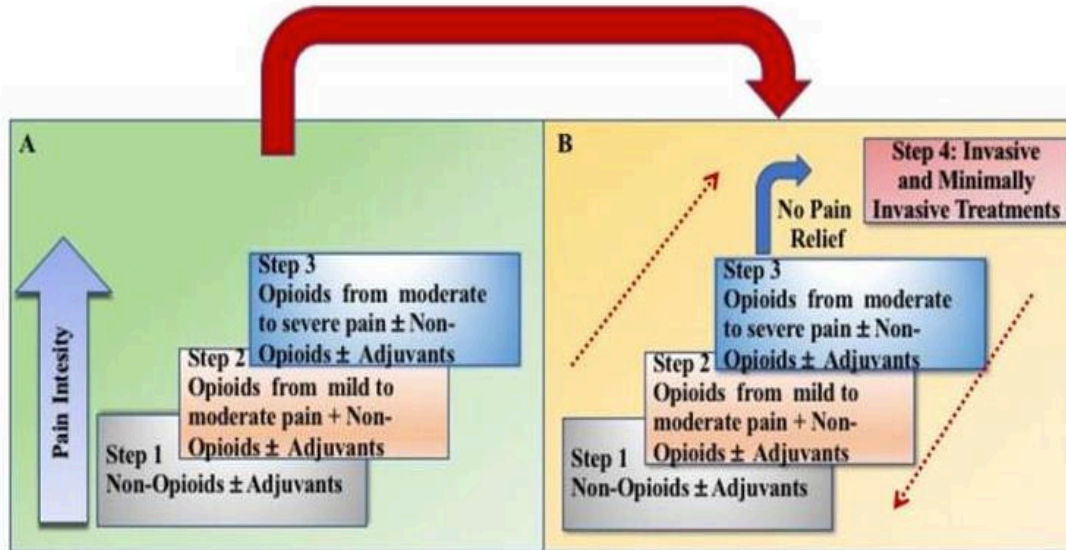 A
Pain Intesity
Step 3
Opioids from moderate
to severe pain ± Non-
Opioids ± Adjuvants
Step 2
Opioids from mild to
moderate pain + Non-
Opioids ± Adjuvants
Step 1
Non-Opioids ± Adjuvants
B
Step 4: Invasive
and Minimally
Invasive Treatments
No Pain
Relief
Step 3
Opioids from moderate
to severe pain ± Non-
Opioids ± Adjuvants
Step 2
Opioids from mild to
moderate pain + Non-
Opioids ± Adjuvants
Step 1
Non-Opioids ± Adjuvants